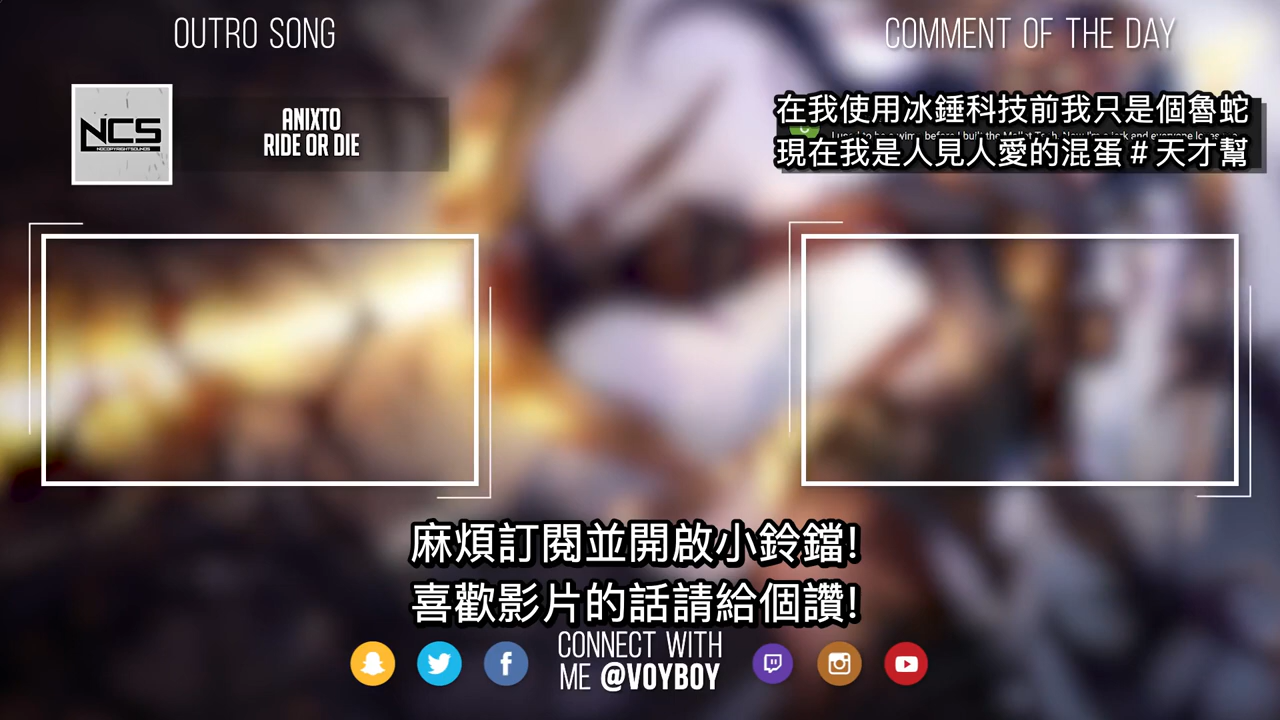 OUTRO SONG
COMMENT OF THE DAY
NCS
NOCOPYRIGHTSOUNDS
ANIXTO
RIDE OR DIE
在我使用冰錘科技前我只是個魯蛇
現在我是人見人愛的混蛋 # 天才幫
麻煩訂閱並開啟小鈴鐺!
喜歡影片的話請給個讚!
CONNECT WITH
ME @VOYBOY